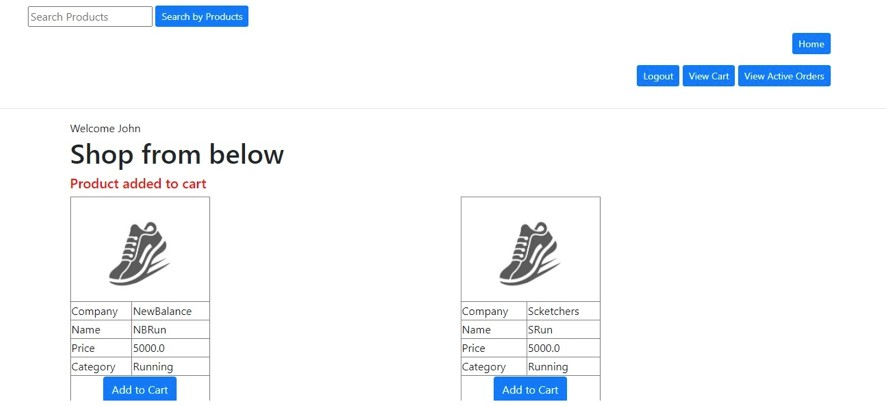 Search Products Search by Products
Home
Logout View Cart View Active Orders
Welcome John
Shop from below
Product added to cart
Company NewBalance
Name NBRun
Price 5000.0
Category Running
Add to Cart
Company Scketchers
Name SRun
Price 5000.0
Category Running
Add to Cart